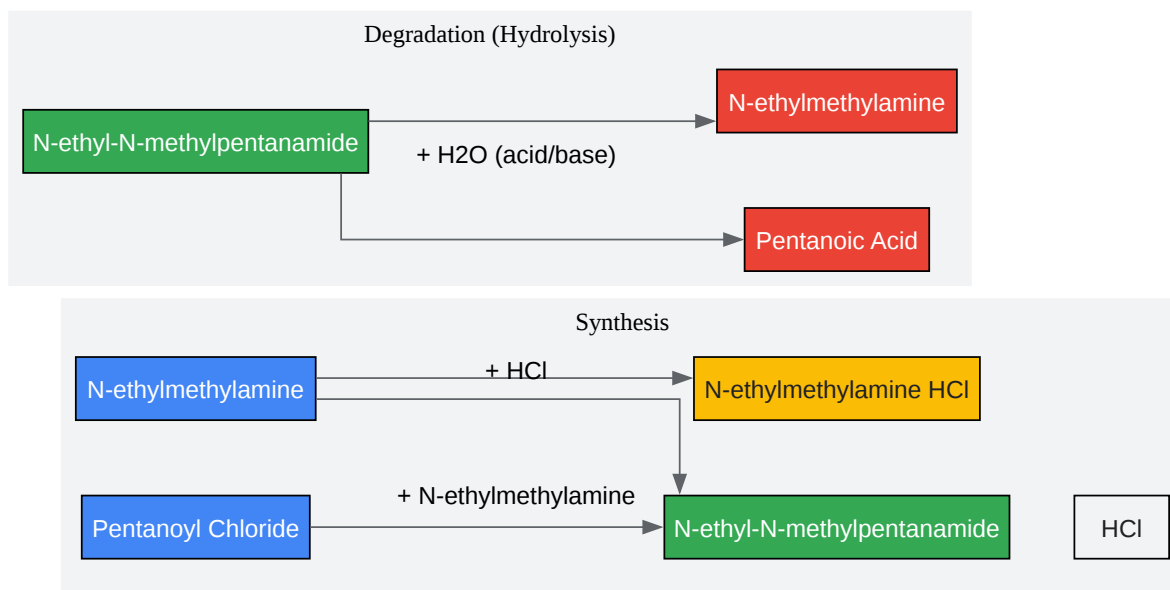 Degradation (Hydrolysis)
N-ethylmethylamine
N-ethyl-N-methylpentanamide
+ H2O (acid/base)
Pentanoic Acid
Synthesis
+ HCl
N-ethylmethylamine
N-ethylmethylamine HCl
+ N-ethylmethylamine
Pentanoyl Chloride
N-ethyl-N-methylpentanamide
HCl